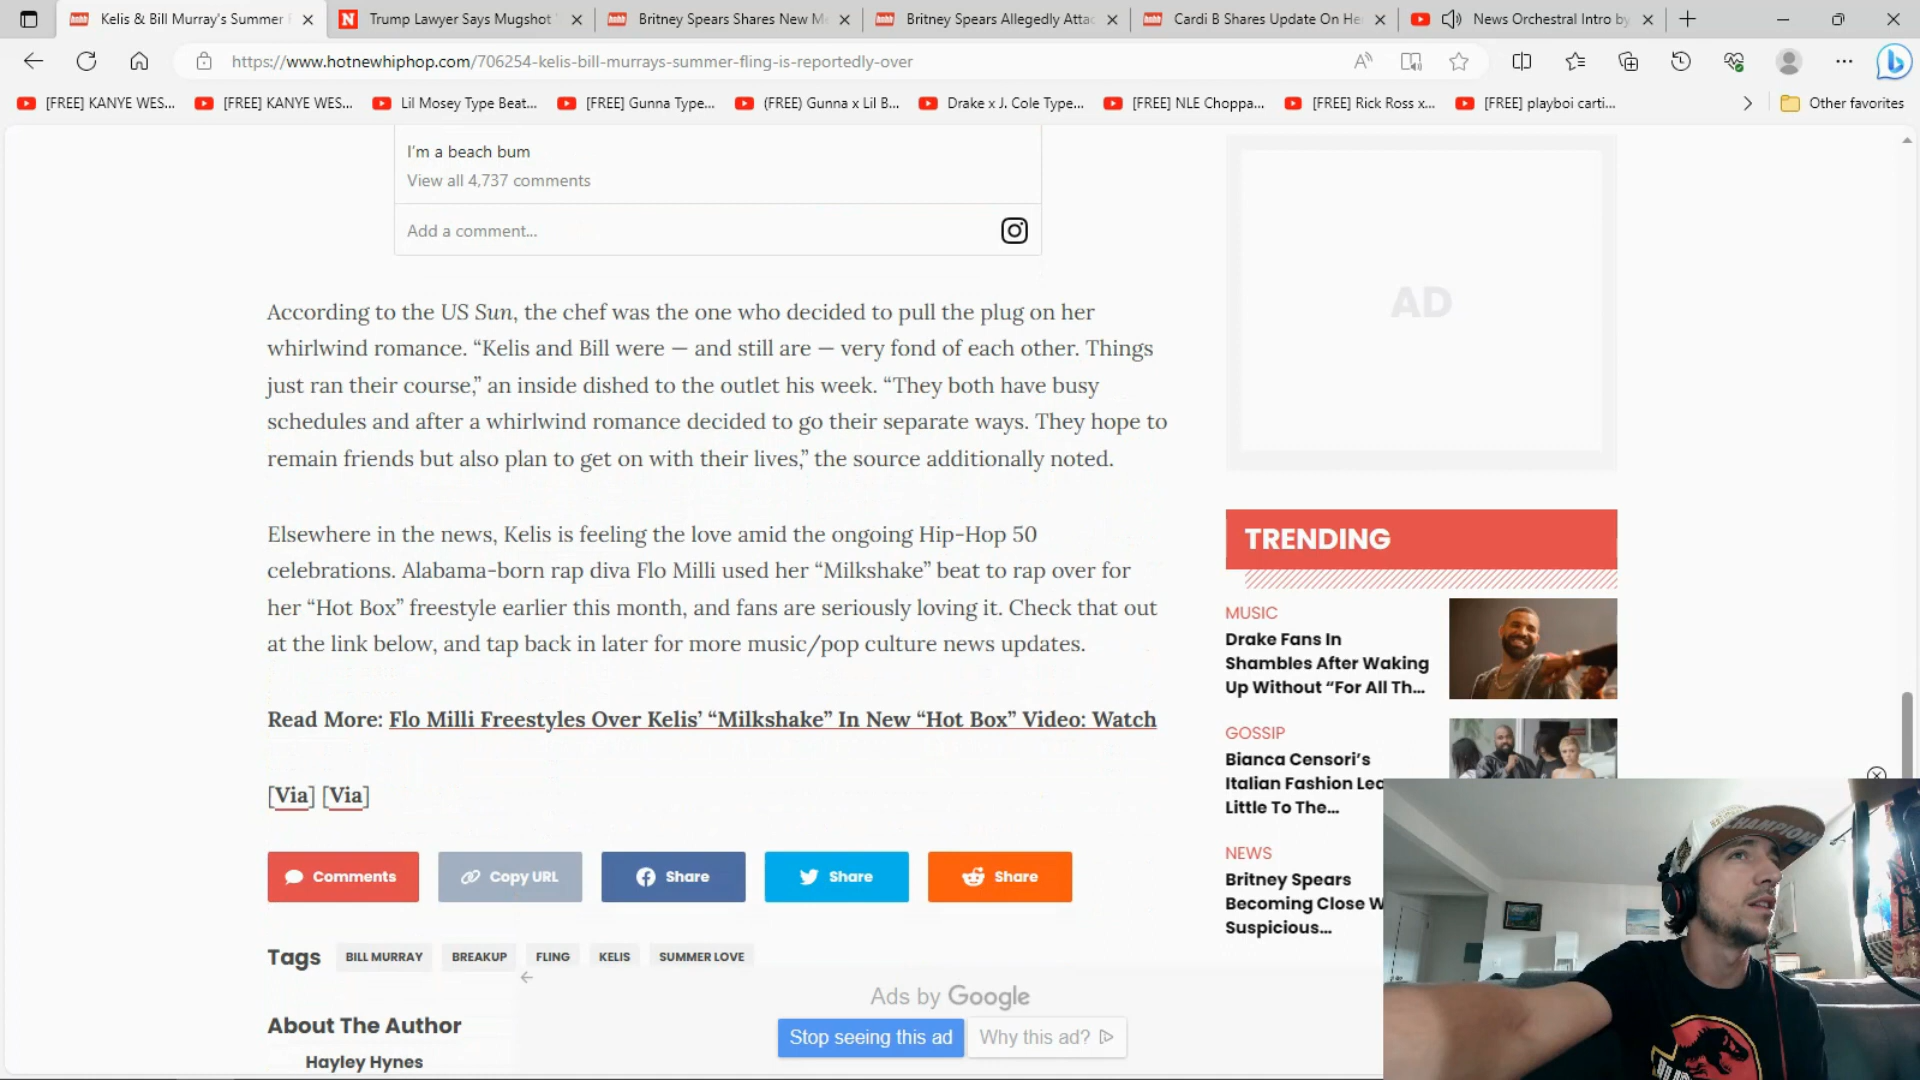 Kelis & Bill Murray's Summer
Trump Lawyer Says Mugshot
Britney Spears Shares New
Britney Spears Allegedly
Cardi B Shares Update On
News Orchestral Intro by
https://www.hotnewhiphop.com/706254-kelis-bill-murrays-summer-fling-is-reportedly-over
[FREE] KANYE WES...
[FREE] KANYE WES...
Lil Mosey Type Beat...
[FREE] Gunna Type...
(FREE) Gunna x Lil B...
Drake x J. Cole Type...
[FREE] NLE Choppa...
[FREE] Rick Ross x...
[FREE] playboi carti...
Other favorites
I'm a beach bum
View all 4,737 comments
Add a comment...
According to the US Sun, the chef was the one who decided to pull the plug on her
whirlwind romance. “Kelis and Bill were — and still are — very fond of each other. Things
just ran their course,” an inside dished to the outlet his week. “They both have busy
schedules and after a whirlwind romance decided to go their separate ways. They hope to
remain friends but also plan to get on with their lives,” the source additionally noted.
Elsewhere in the news, Kelis is feeling the love amid the ongoing Hip-Hop 50
celebrations. Alabama-born rap diva Flo Milli used her “Milkshake” beat to rap over for
her “Hot Box” freestyle earlier this month, and fans are seriously loving it. Check that out
at the link below, and tap back in later for more music/pop culture news updates.
Read More: Flo Milli Freestyles Over Kelis’ “Milkshake” In New “Hot Box” Video: Watch
[Via] [Via]
Comments
Copy URL
Share
Share
Share
Tags
BILL MURRAY
BREAKUP
FLING
KELIS
SUMMER LOVE
About The Author
Hayley Hynes
Ads by Google
Stop seeing this ad
Why this ad?
AD
TRENDING
MUSIC
Drake Fans In
Shambles After Waking
Up Without “For All Th...
GOSSIP
Bianca Censori’s
Italian Fashion
Little To The...
NEWS
Britney Spears
Becoming Close
Suspicious...
CHAMPIONS